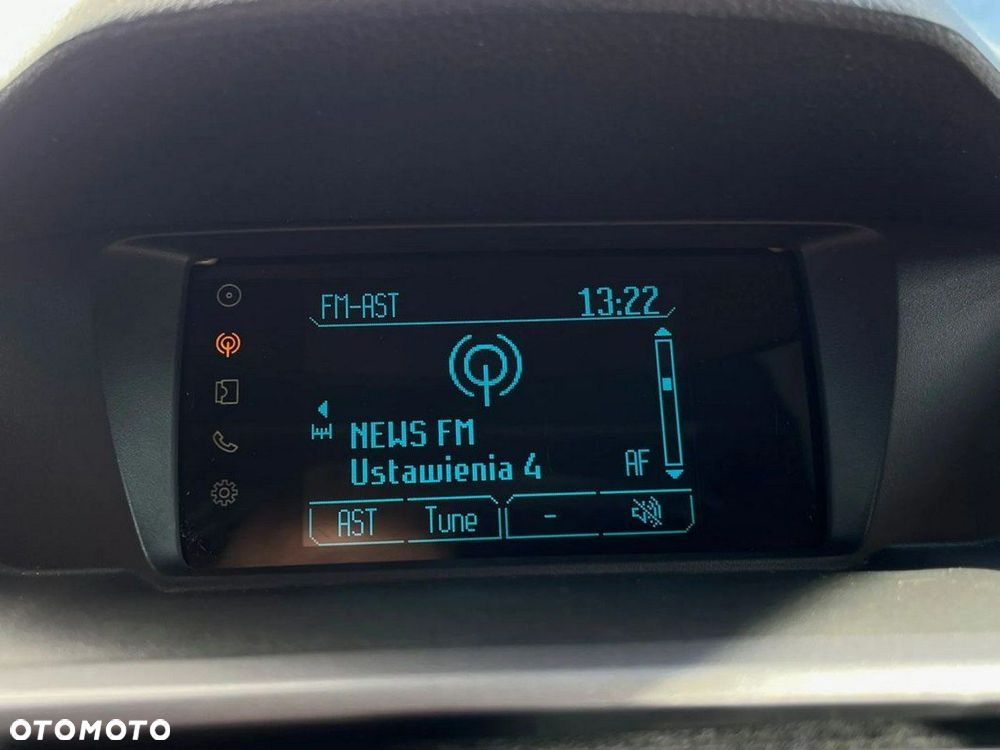 FM-AST 13:22
NEWS FM
Ustawienia 4 AF
AST Tune -
OTOMOTO